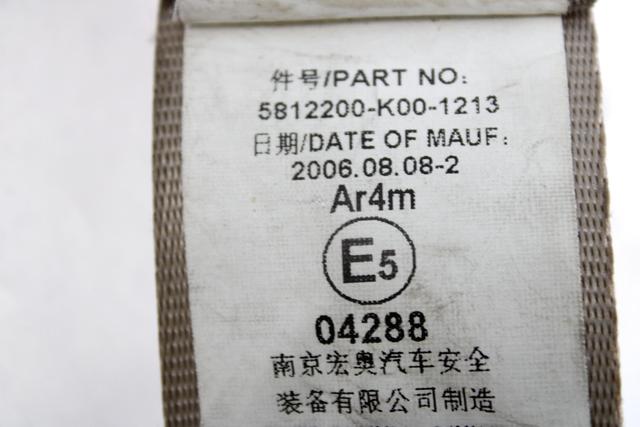 件号/PART NO:
5812200-K00-1213
日期/DATE OF MAUF:
2006.08.08-2
Ar4m
E5
04288
南京宏奥汽车安全
装备有限公司制造